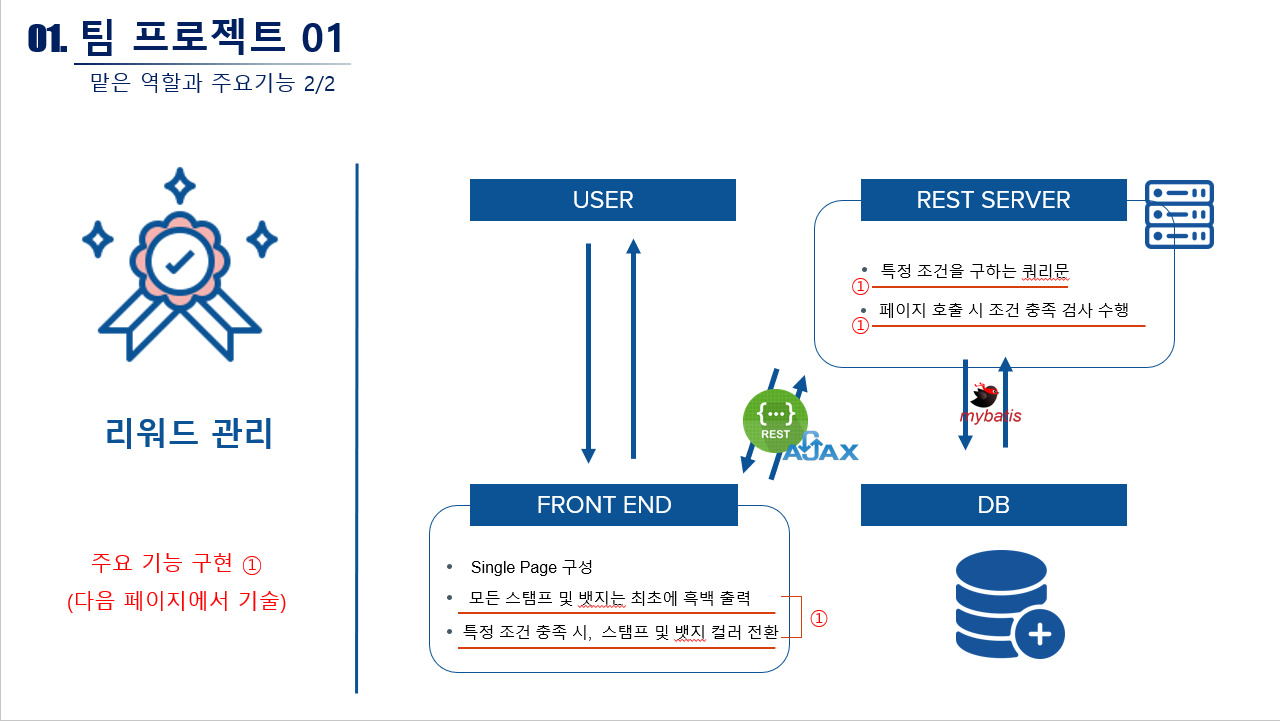 01. 팀 프로젝트 01
맡은 역할과 주요기능 2/2
리워드 관리
주요 기능 구현 ①
(다음 페이지에서 기술)
USER
REST SERVER
• 특정 조건을 구하는 쿼리문
①
• 페이지 호출 시 조건 충족 검사 수행
①
{···}
REST
AJAX
mybatis
FRONT END
• Single Page 구성
• 모든 스탬프 및 뱃지는 최초에 흑백 출력
• 특정 조건 충족 시, 스탬프 및 뱃지 컬러 전환
①
DB